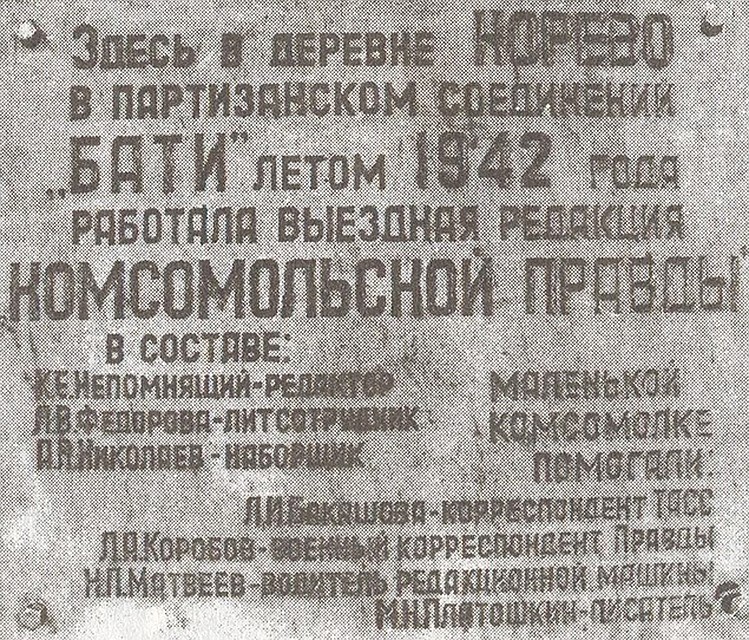 Здесь в деревне КОРЕВО
в партизанском соединении
„БАТИ” летом 1942 года
работала выездная редакция
„КОМСОМОЛЬСКОЙ ПРАВДЫ”
в составе:
К.Е.Непомнящий-редактор
Л.В.Федорова-литсотрудник
А.А.Николаев-наборщик
Маленькой
Комсомолке
помогали:
Л.И.Бакашова-корреспондент ТАСС
Л.А.Коробов-военный корреспондент Правды
Н.П.Матвеев-водитель редакционной машины
М.Н.Платошкин-писатель